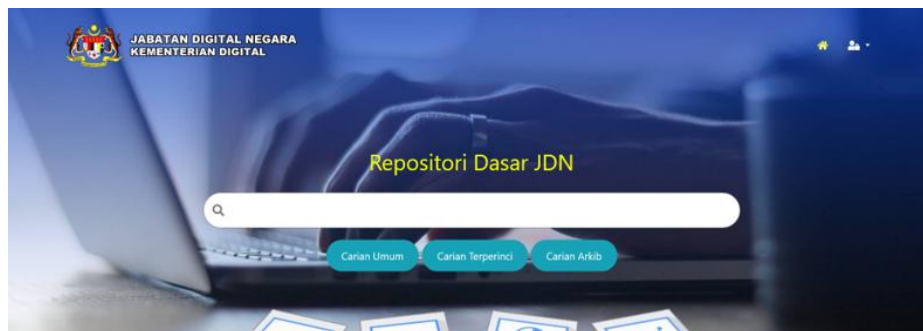 JABATAN DIGITAL NEGARA
KEMENTERIAN DIGITAL
Repositori Dasar JDN
Carian Umum
Carian Terperinci
Carian Arkib